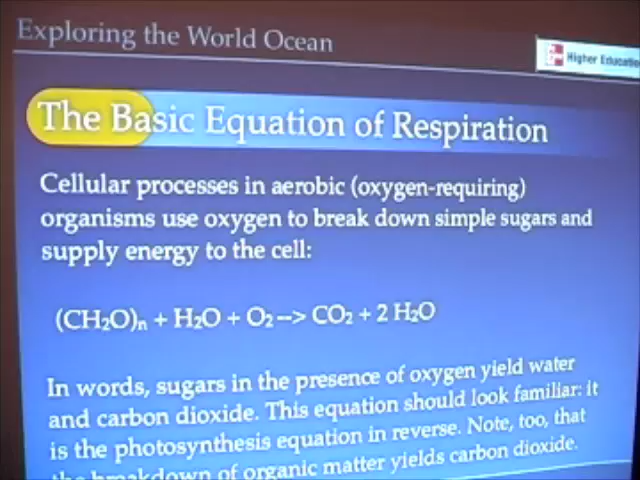 Exploring the World Ocean
Higher Education
The Basic Equation of Respiration
Cellular processes in aerobic (oxygen-requiring)
organisms use oxygen to break down simple sugars and
supply energy to the cell:
(CH₂O)ₙ + H₂O + O₂ --> CO₂ + 2 H₂O
In words, sugars in the presence of oxygen yield water
and carbon dioxide. This equation should look familiar: it
is the photosynthesis equation in reverse. Note, too, that
the breakdown of organic matter yields carbon dioxide.